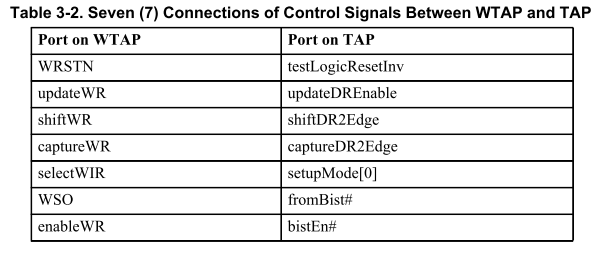 Table 3-2. Seven (7) Connections of Control Signals Between WTAP and TAP
Port on WTAP Port on TAP
WRSTN testLogicResetInv
updateWR updateDREnable
shiftWR shiftDR2Edge
captureWR captureDR2Edge
selectWIR setupMode[0]
WSO fromBist#
enableWR bistEn#